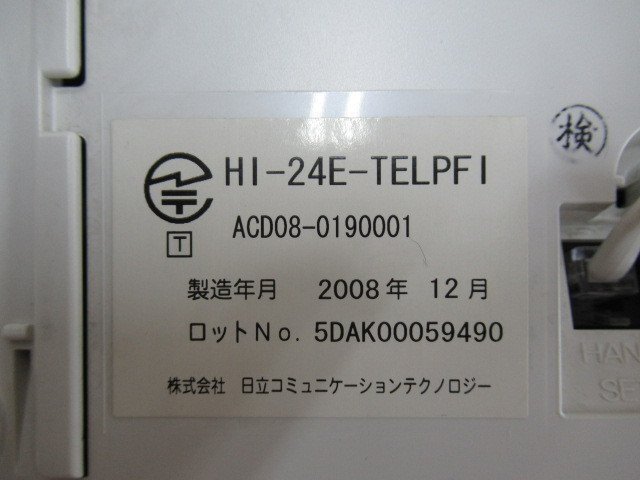 検
HI-24E-TELPFI
T
ACD08-0190001
製造年月 2008年 12月
ロットNo. 5DAK00059490
株式会社 日立コミュニケーションテクノロジー
HAN
SE